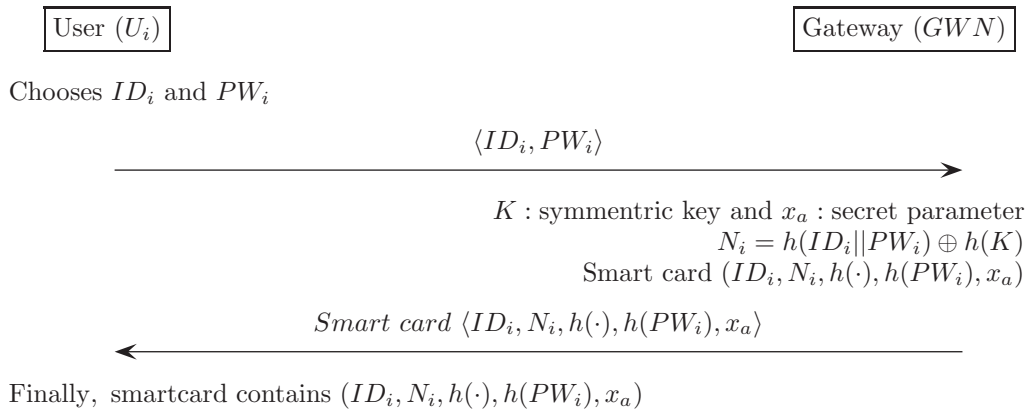 User (U_i)
Gateway (GWN)
Chooses ID_i and PW_i
⟨ID_i, PW_i⟩
K : symmentric key and x_a : secret parameter
N_i = h(ID_i||PW_i) ⊕ h(K)
Smart card (ID_i, N_i, h(·), h(PW_i), x_a)
Smart card ⟨ID_i, N_i, h(·), h(PW_i), x_a⟩
Finally, smartcard contains (ID_i, N_i, h(·), h(PW_i), x_a)